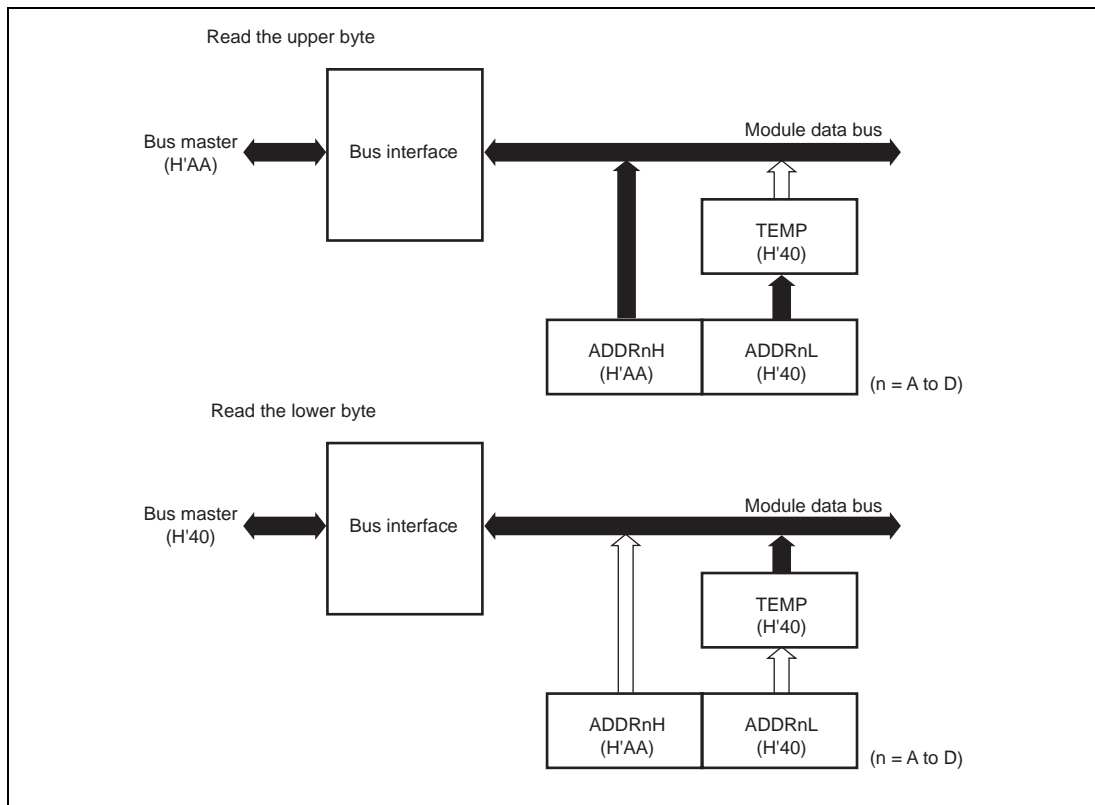 Read the upper byte
Bus master
(H'AA)
Bus interface
Module data bus
TEMP
(H'40)
ADDRnH
(H'AA)
ADDRnL
(H'40)
(n = A to D)
Read the lower byte
Bus master
(H'40)
Bus interface
Module data bus
TEMP
(H'40)
ADDRnH
(H'AA)
ADDRnL
(H'40)
(n = A to D)